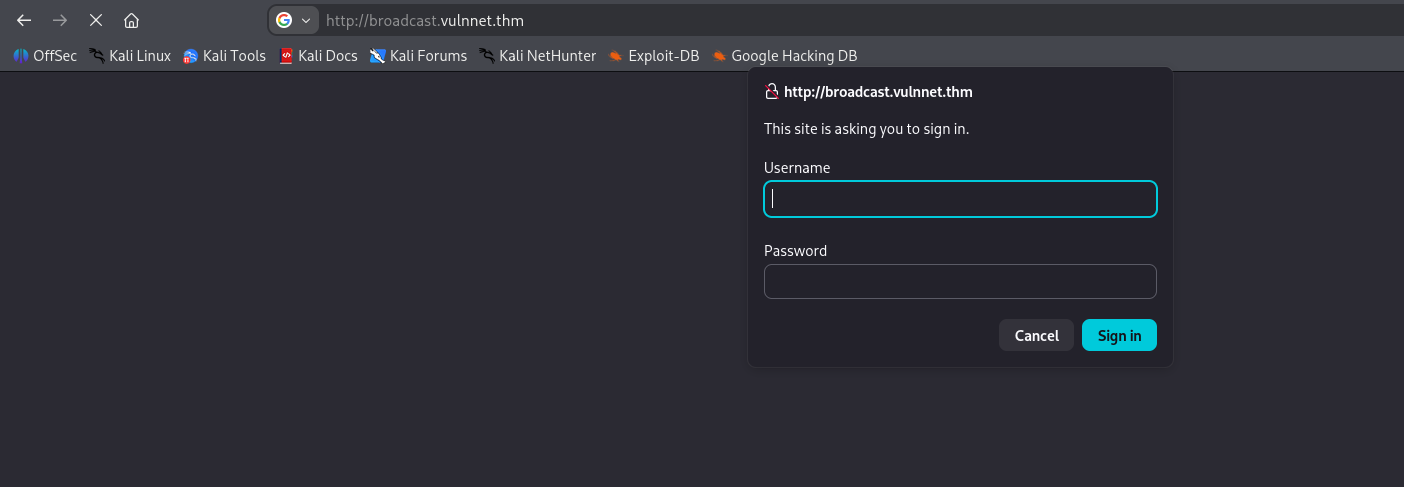 http://broadcast.vulnnet.thm
OffSec Kali Linux Kali Tools Kali Docs Kali Forums Kali NetHunter Exploit-DB Google Hacking DB
http://broadcast.vulnnet.thm
This site is asking you to sign in.
Username
Password
Cancel Sign in